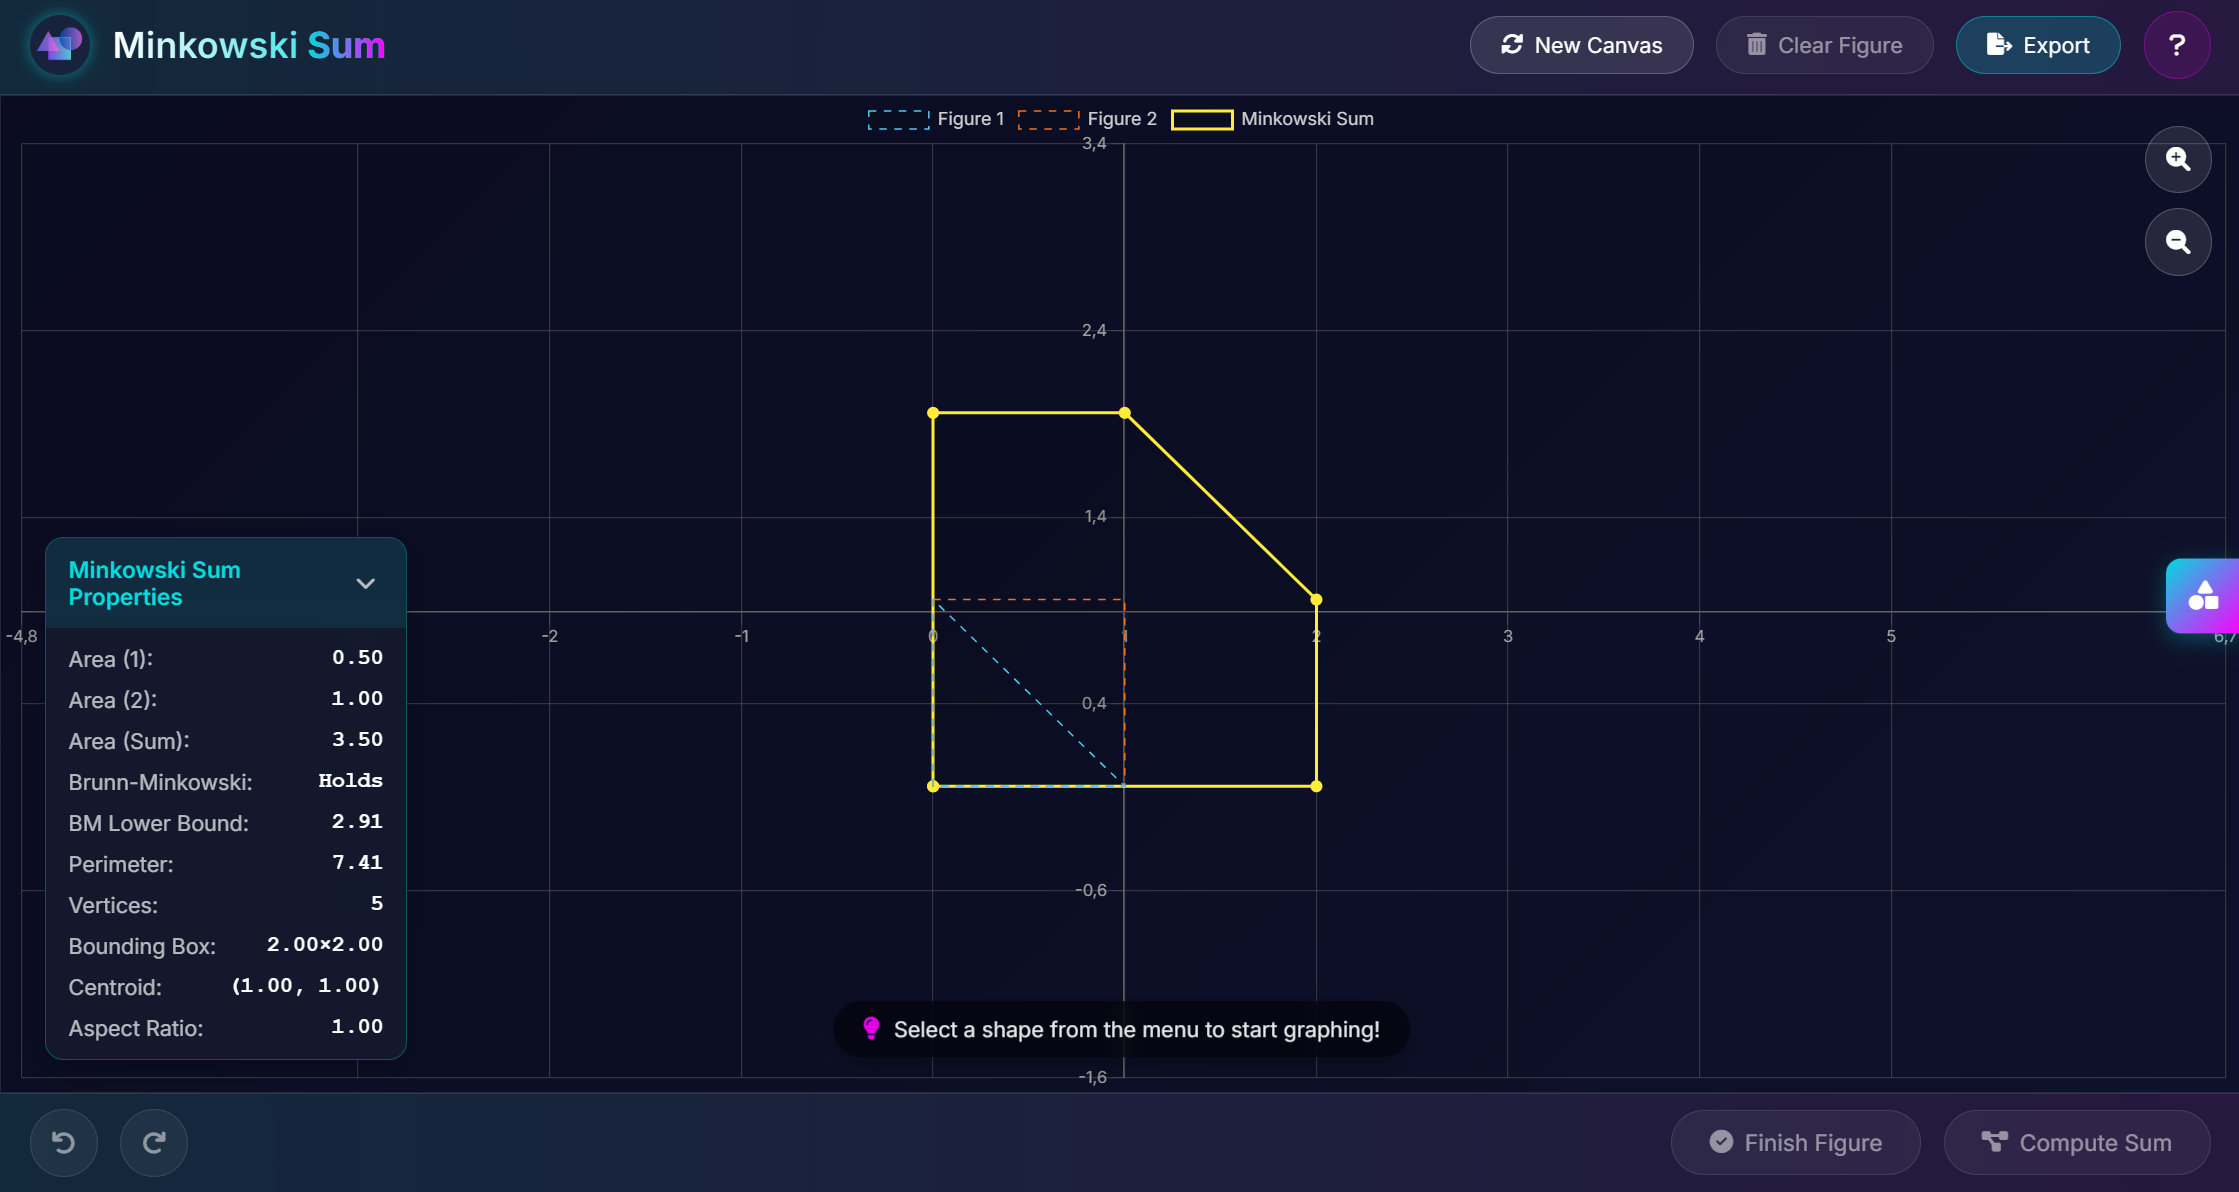 Minkowski Sum
New Canvas
Clear Figure
Export
?
Figure 1
Figure 2
Minkowski Sum
3,4
2,4
1,4
0,4
-0,6
-1,6
-4,8
-2
-1
0
1
2
3
4
5
6,7
Minkowski Sum
Properties
Area (1): 0.50
Area (2): 1.00
Area (Sum): 3.50
Brunn-Minkowski: Holds
BM Lower Bound: 2.91
Perimeter: 7.41
Vertices: 5
Bounding Box: 2.00×2.00
Centroid: (1.00, 1.00)
Aspect Ratio: 1.00
Select a shape from the menu to start graphing!
Finish Figure
Compute Sum